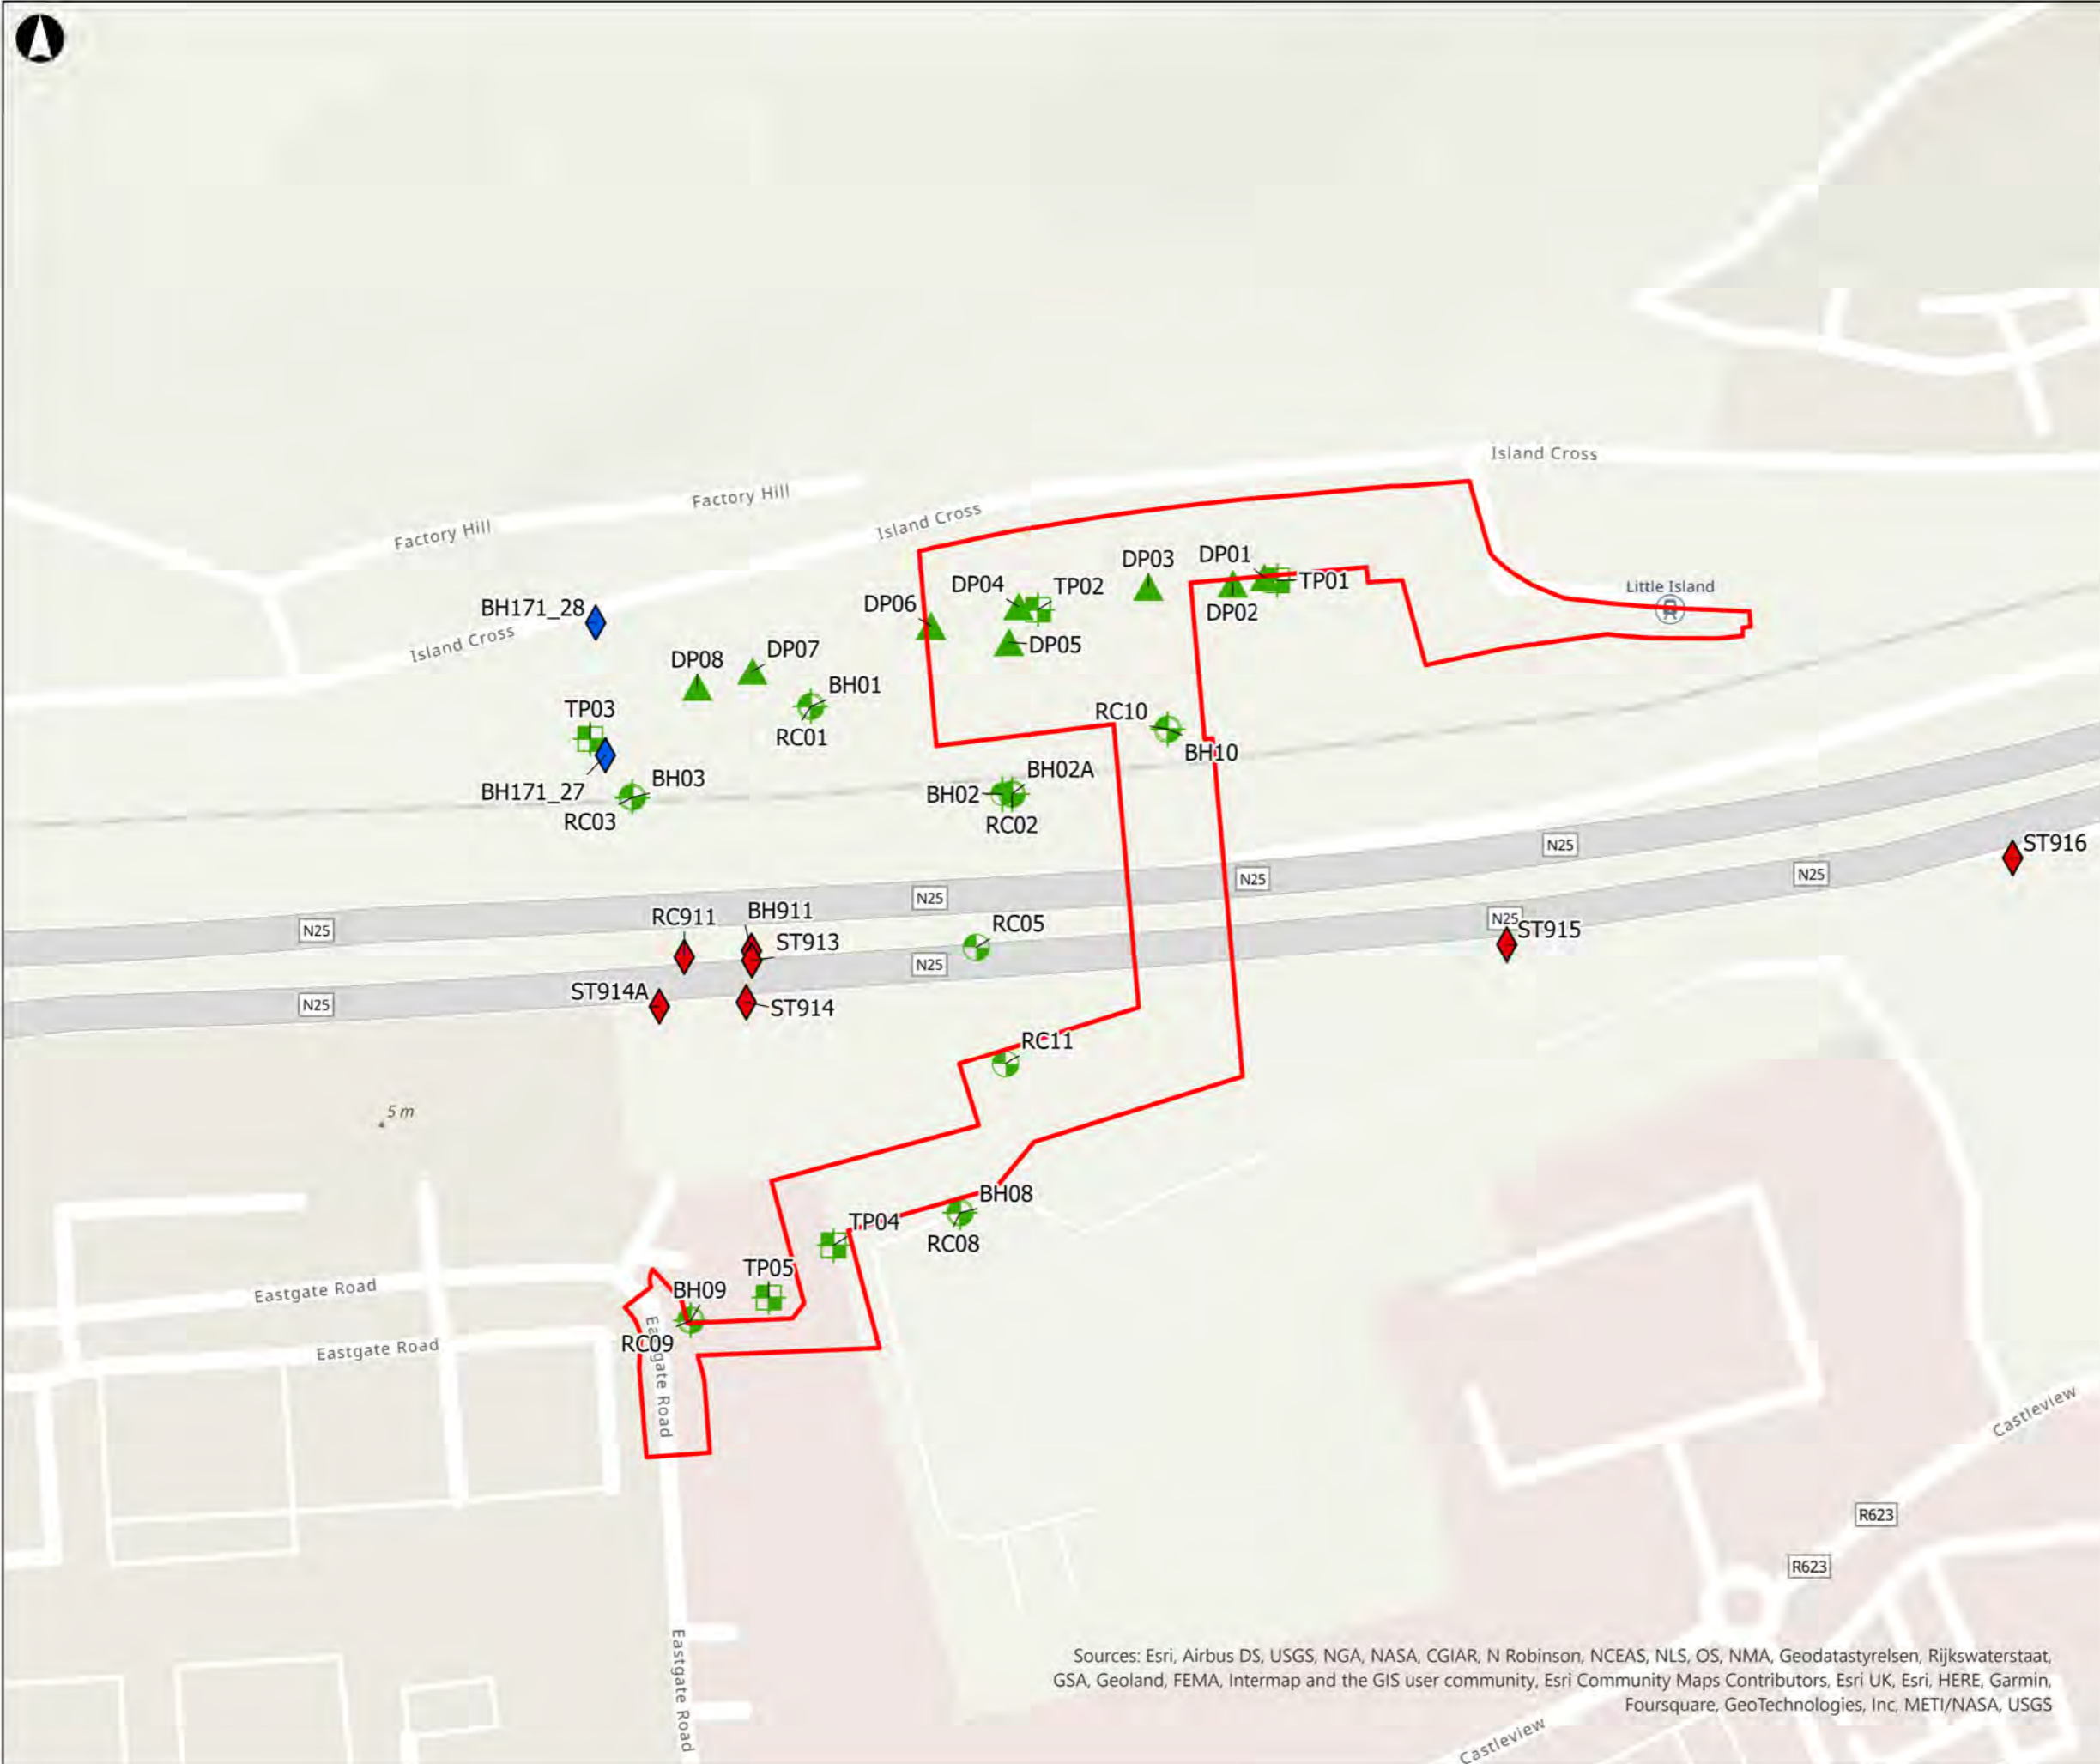 Island Cross
Factory Hill
Island Cross
Factory Hill
DP03
DP01
TP01
DP04
TP02
Little Island
DP06
DP02
BH171_28
Island Cross
DP05
DP07
DP08
BH01
TP03
RC10
RC01
BH10
BH03
BH02A
BH171_27
BH02
RC03
RC02
N25
ST916
N25
N25
N25
RC911
BH911
N25
RC05
N25
ST915
N25
ST913
N25
ST914A
N25
ST914
RC11
5 m
BH08
TP04
RC08
TP05
Eastgate Road
BH09
RC09
Eastgate Road
Eastgate Road
Castleview
R623
R623
Eastgate Road
Sources: Esri, Airbus DS, USGS, NGA, NASA, CGIAR, N Robinson, NCEAS, NLS, OS, NMA, Geodatastyrelsen, Rijkswaterstaat,
GSA, Geoland, FEMA, Intermap and the GIS user community, Esri Community Maps Contributors, Esri UK, Esri, HERE, Garmin,
Foursquare, GeoTechnologies, Inc, METI/NASA, USGS
Castleview